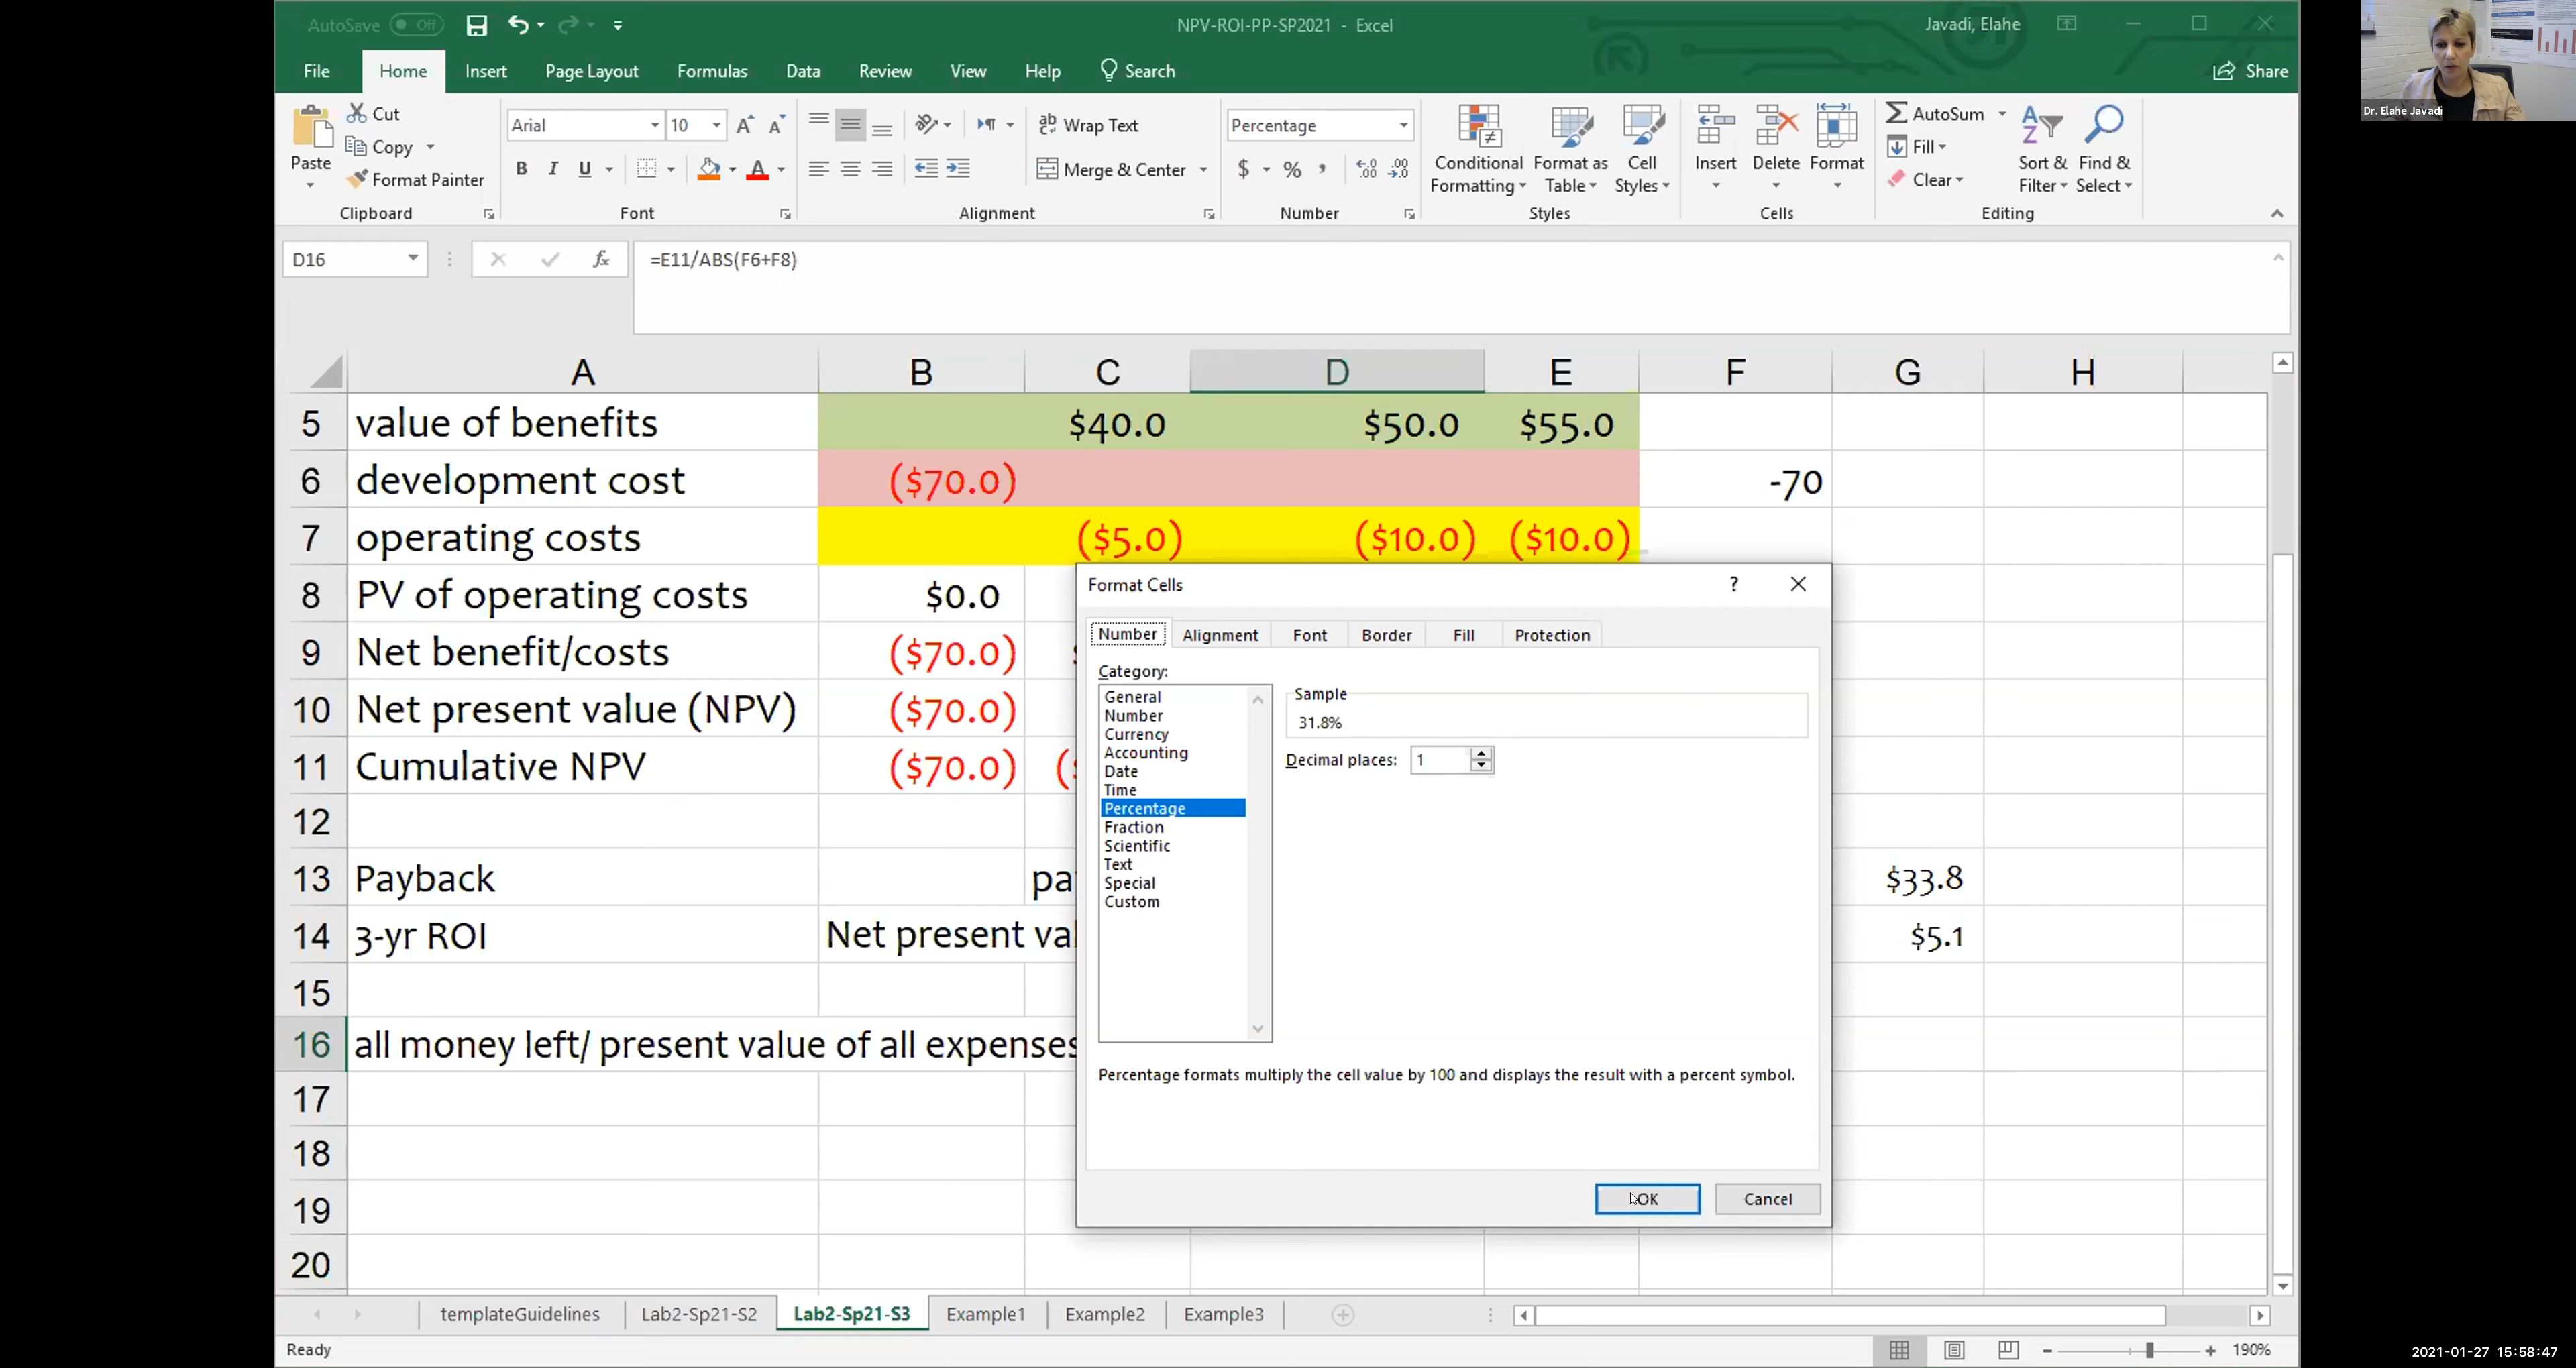 AutoSave Off
NPV-ROI-PP-SP2021 - Excel
Javadi, Elahe
File Home Insert Page Layout Formulas Data Review View Help Search Share
Paste
Cut
Copy
Format Painter
Clipboard
Arial 10
B I U A
Font
Wrap Text
Merge & Center
Alignment
Percentage
$ % ,
Number
Conditional Formatting
Format as Table
Cell Styles
Styles
Insert Delete Format
Cells
AutoSum
Fill
Clear
Sort & Filter
Find & Select
Editing
D16 fx =E11/ABS(F6+F8)
A B C D E F G H
5 value of benefits $40.0 $50.0 $55.0
6 development cost ($70.0) -70
7 operating costs ($5.0) ($10.0) ($10.0)
8 PV of operating costs $0.0
9 Net benefit/costs ($70.0)
10 Net present value (NPV) ($70.0)
11 Cumulative NPV ($70.0) (
12
13 Payback pa $33.8
14 3-yr ROI Net present val $5.1
15
16 all money left/ present value of all expenses
17
18
19
20
Format Cells ?
Number Alignment Font Border Fill Protection
Category:
General
Number
Currency
Accounting
Date
Time
Percentage
Fraction
Scientific
Text
Special
Custom
Sample
31.8%
Decimal places: 1
Percentage formats multiply the cell value by 100 and displays the result with a percent symbol.
OK Cancel
templateGuidelines Lab2-Sp21-S2 Lab2-Sp21-S3 Example1 Example2 Example3
Ready
190%
Dr. Elahe Javadi
2021-01-27 15:58:47